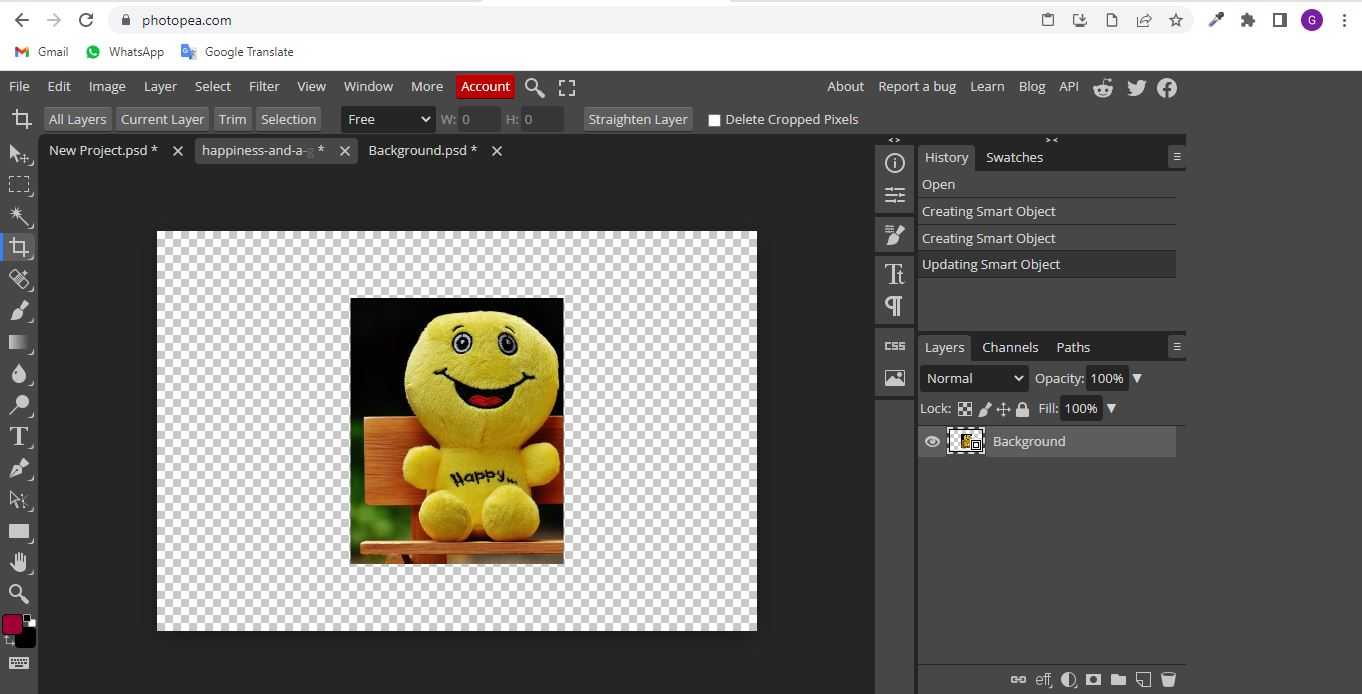 photopea.com
G
Gmail WhatsApp Google Translate
File Edit Image Layer Select Filter View Window More Account About Report a bug Learn Blog API
All Layers Current Layer Trim Selection Free W: 0 H: 0 Straighten Layer Delete Cropped Pixels
New Project.psd * happiness-and-a-g * Background.psd *
< > > <
History Swatches
Open
Creating Smart Object
Creating Smart Object
Updating Smart Object
CSS
Layers Channels Paths
Normal Opacity: 100%
Lock: Fill: 100%
Background
Happy...
eff